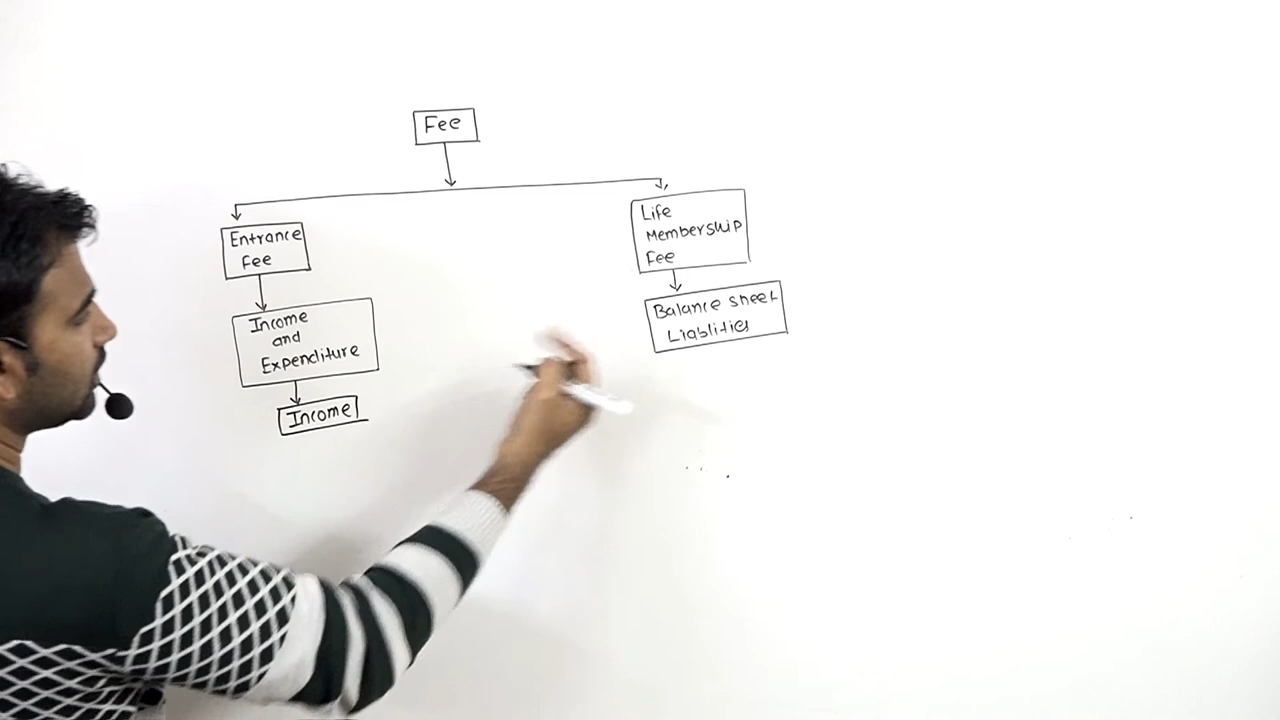 Fee
Entrance
Fee
Income
and
Expenditure
Income
Life
Membership
Fee
Balance sheet
Liablities